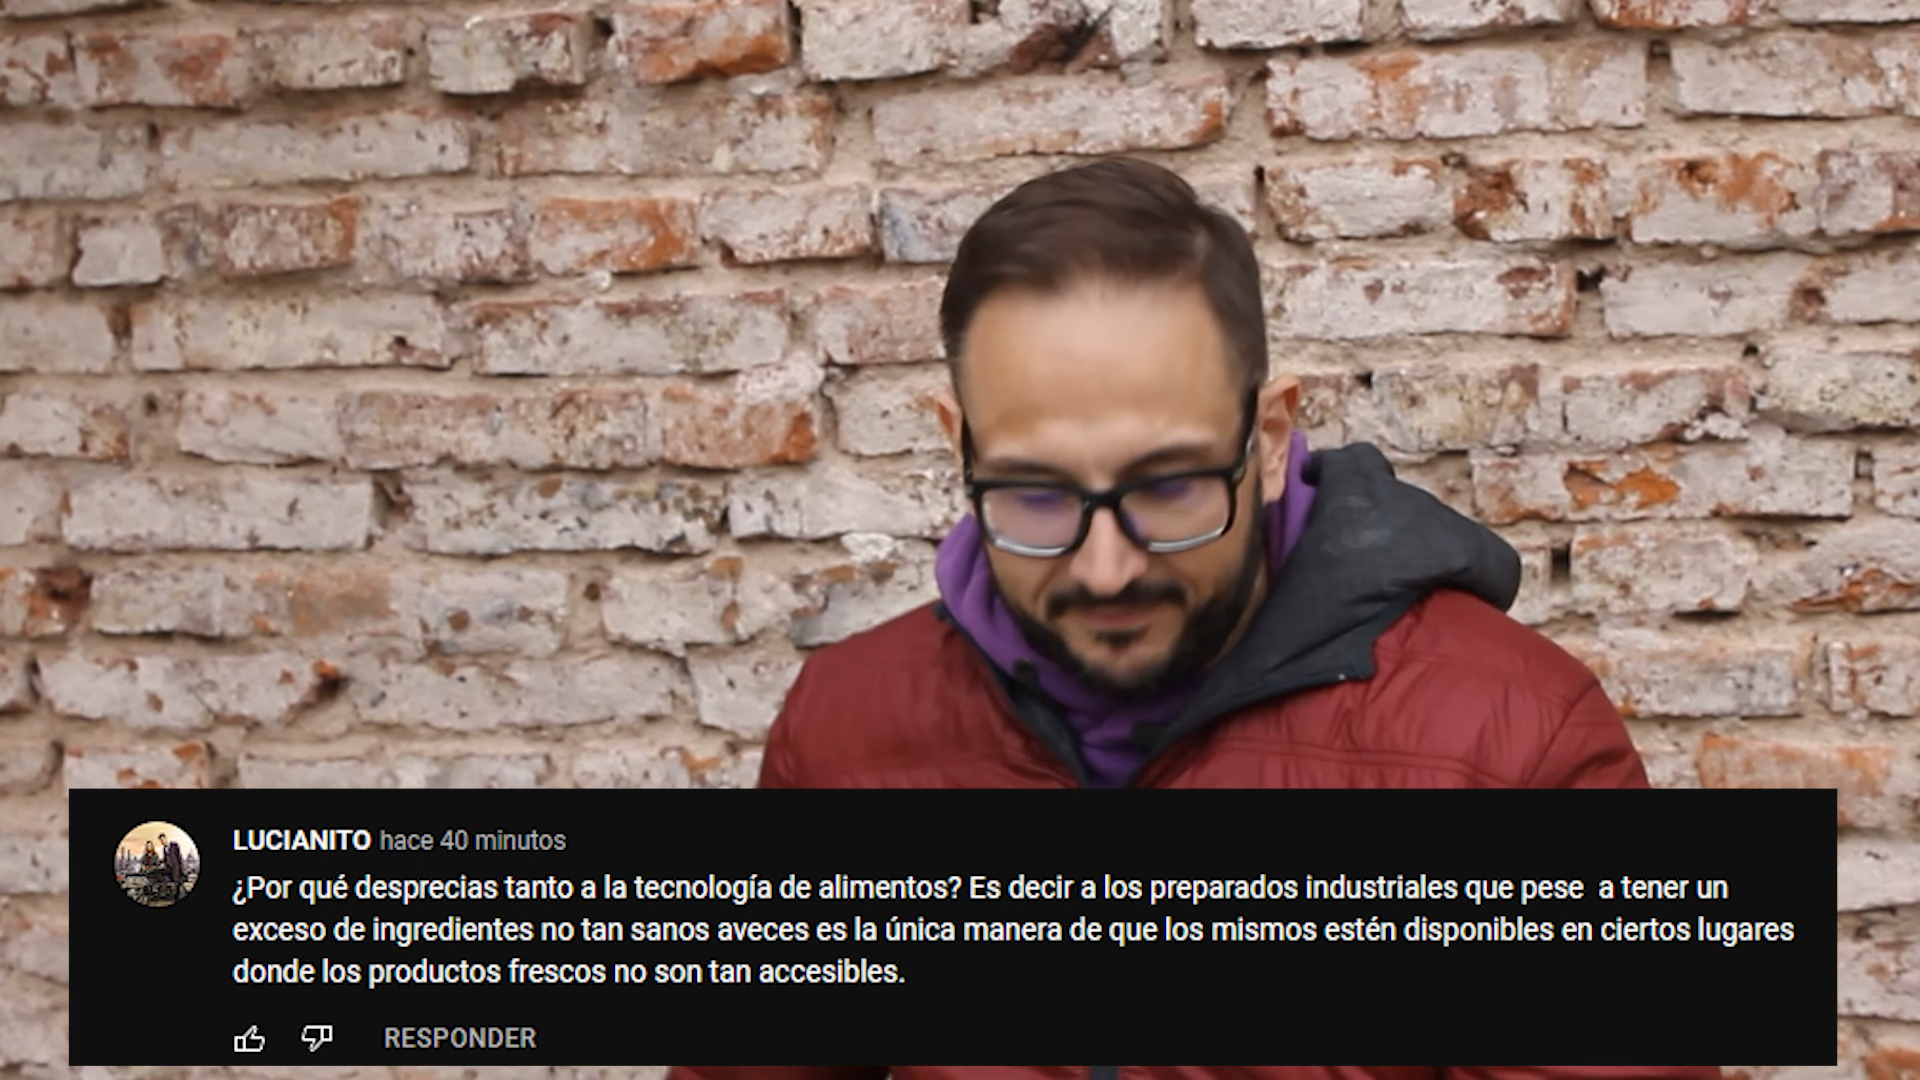 LUCIANITO hace 40 minutos
¿Por qué desprecias tanto a la tecnología de alimentos? Es decir a los preparados industriales que pese  a tener un
exceso de ingredientes no tan sanos aveces es la única manera de que los mismos estén disponibles en ciertos lugares
donde los productos frescos no son tan accesibles.
RESPONDER